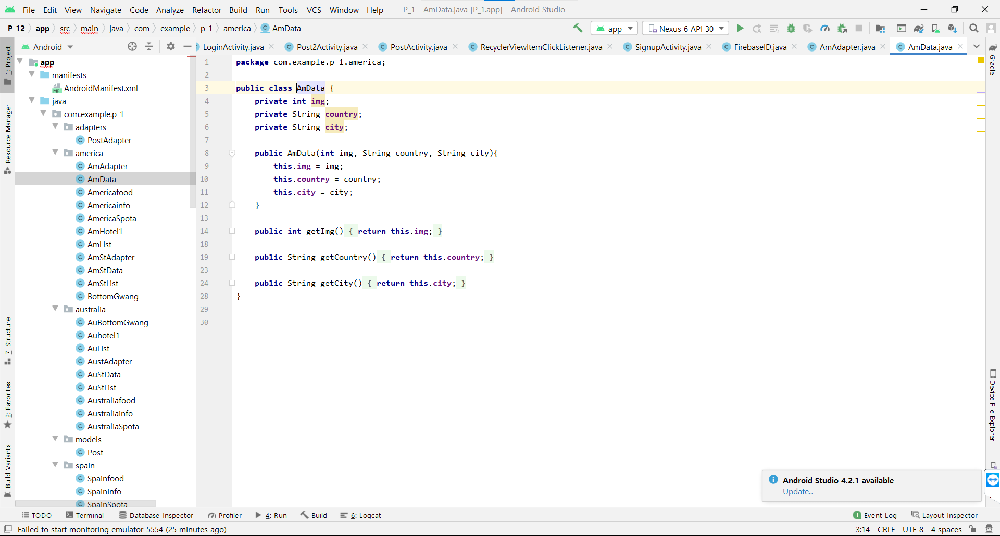 File Edit View Navigate Code Analyze Refactor Build Run Tools VCS Window Help P_1 - AmData.java [P_1.app] - Android Studio
P_12 app src main java com example p_1 america AmData app Nexus 6 API 30
Android LoginActivity.java Post2Activity.java PostActivity.java RecyclerViewItemClickListener.java SignupActivity.java FirebaseID.java AmAdapter.java AmData.java
1: Project
Resource Manager
7: Structure
2: Favorites
Build Variants
app
manifests
AndroidManifest.xml
java
com.example.p_1
adapters
PostAdapter
america
AmAdapter
AmData
Americafood
Americainfo
AmericaSpota
AmHotel1
AmList
AmStAdapter
AmStData
AmStList
BottomGwang
australia
AuBottomGwang
Auhotel1
AuList
AustAdapter
AuStData
AuStList
Australiafood
Australiainfo
AustraliaSpota
models
Post
spain
Spainfood
Spaininfo
SpainSpota
1 package com.example.p_1.america;
2
3 public class AmData {
4 private int img;
5 private String country;
6 private String city;
7
8 public AmData(int img, String country, String city){
9 this.img = img;
10 this.country = country;
11 this.city = city;
12 }
13
14 public int getImg() { return this.img; }
18
19 public String getCountry() { return this.country; }
23
24 public String getCity() { return this.city; }
28 }
29
30
Gradle
Device File Explorer
Android Studio 4.2.1 available
Update...
TODO Terminal Database Inspector Profiler 4: Run Build 6: Logcat 1 Event Log Layout Inspector
Failed to start monitoring emulator-5554 (25 minutes ago) 3:14 CRLF UTF-8 4 spaces